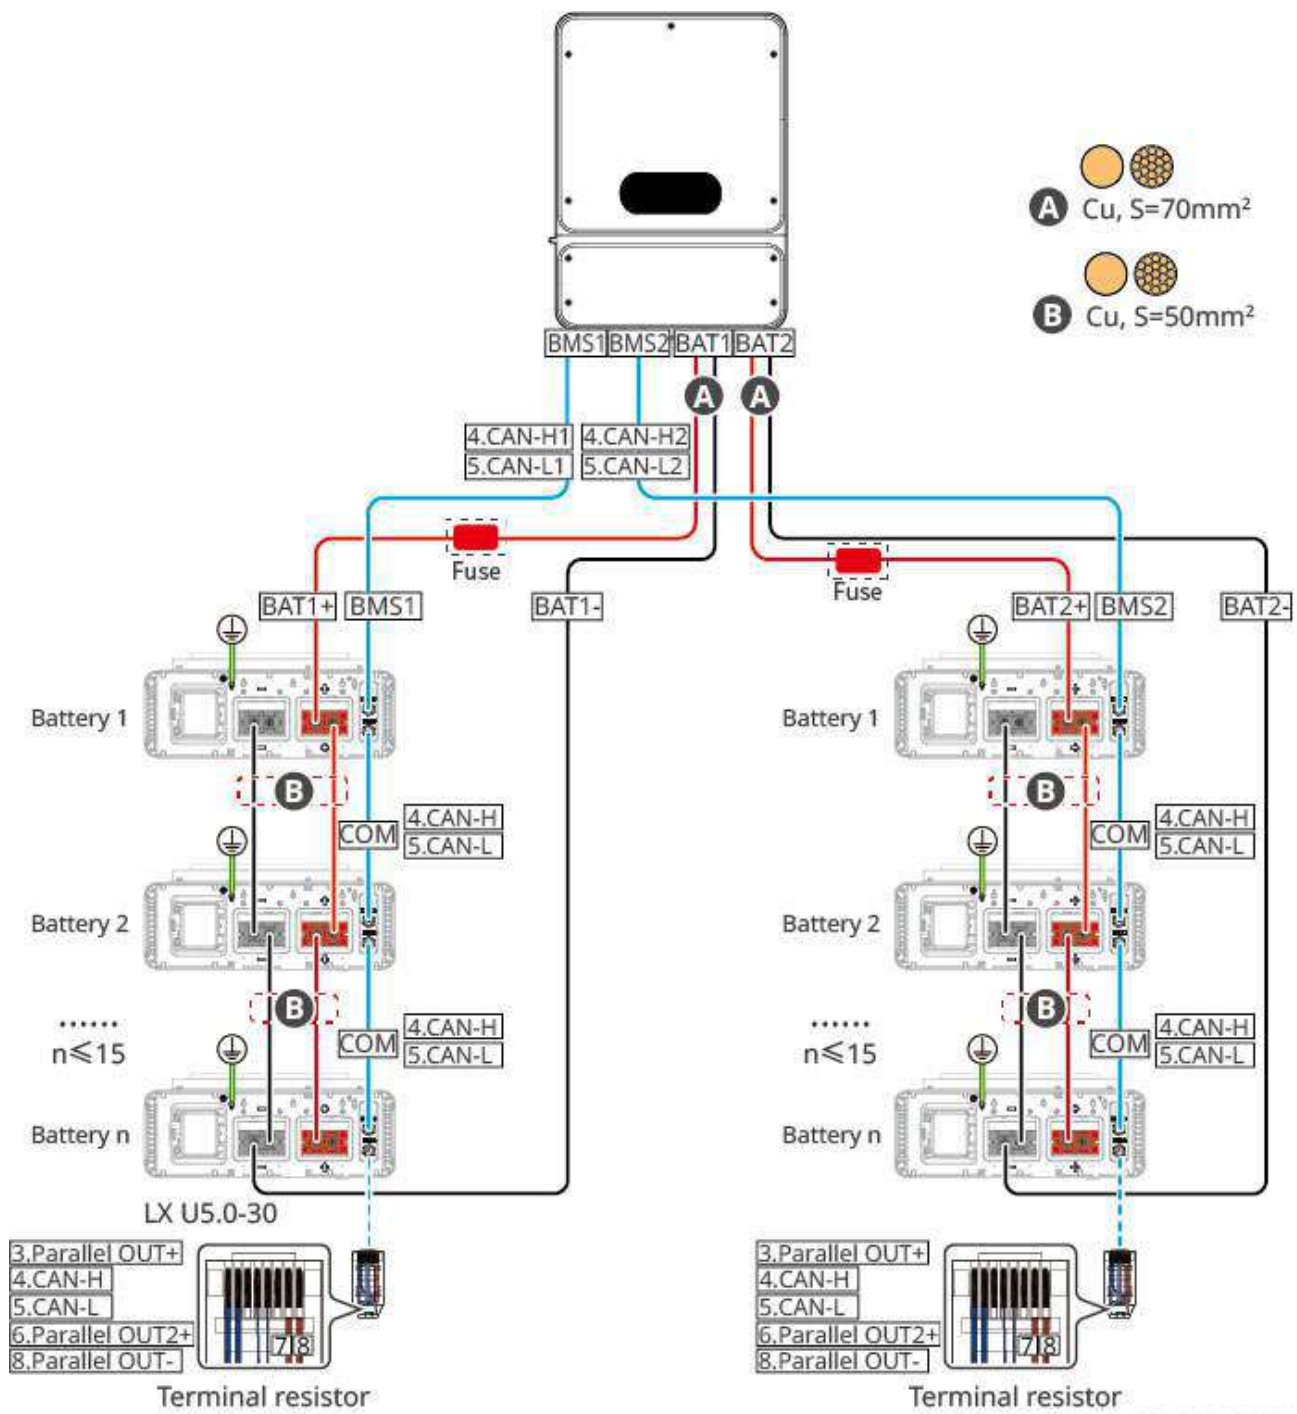 A Cu, S=70mm²
B Cu, S=50mm²
BMS1 BMS2 BAT1 BAT2
A A
4.CAN-H1 4.CAN-H2
5.CAN-L1 5.CAN-L2
Fuse
Fuse
BAT1+ BMS1 BAT1- BAT2+ BMS2 BAT2-
Battery 1
Battery 1
B
B
COM 4.CAN-H
5.CAN-L
COM 4.CAN-H
5.CAN-L
Battery 2
Battery 2
B
B
......
n⩽15
......
n⩽15
COM 4.CAN-H
5.CAN-L
COM 4.CAN-H
5.CAN-L
Battery n
Battery n
LX U5.0-30
3.Parallel OUT+
4.CAN-H
5.CAN-L
6.Parallel OUT2+
8.Parallel OUT-
7 8
Terminal resistor
3.Parallel OUT+
4.CAN-H
5.CAN-L
6.Parallel OUT2+
8.Parallel OUT-
7 8
Terminal resistor